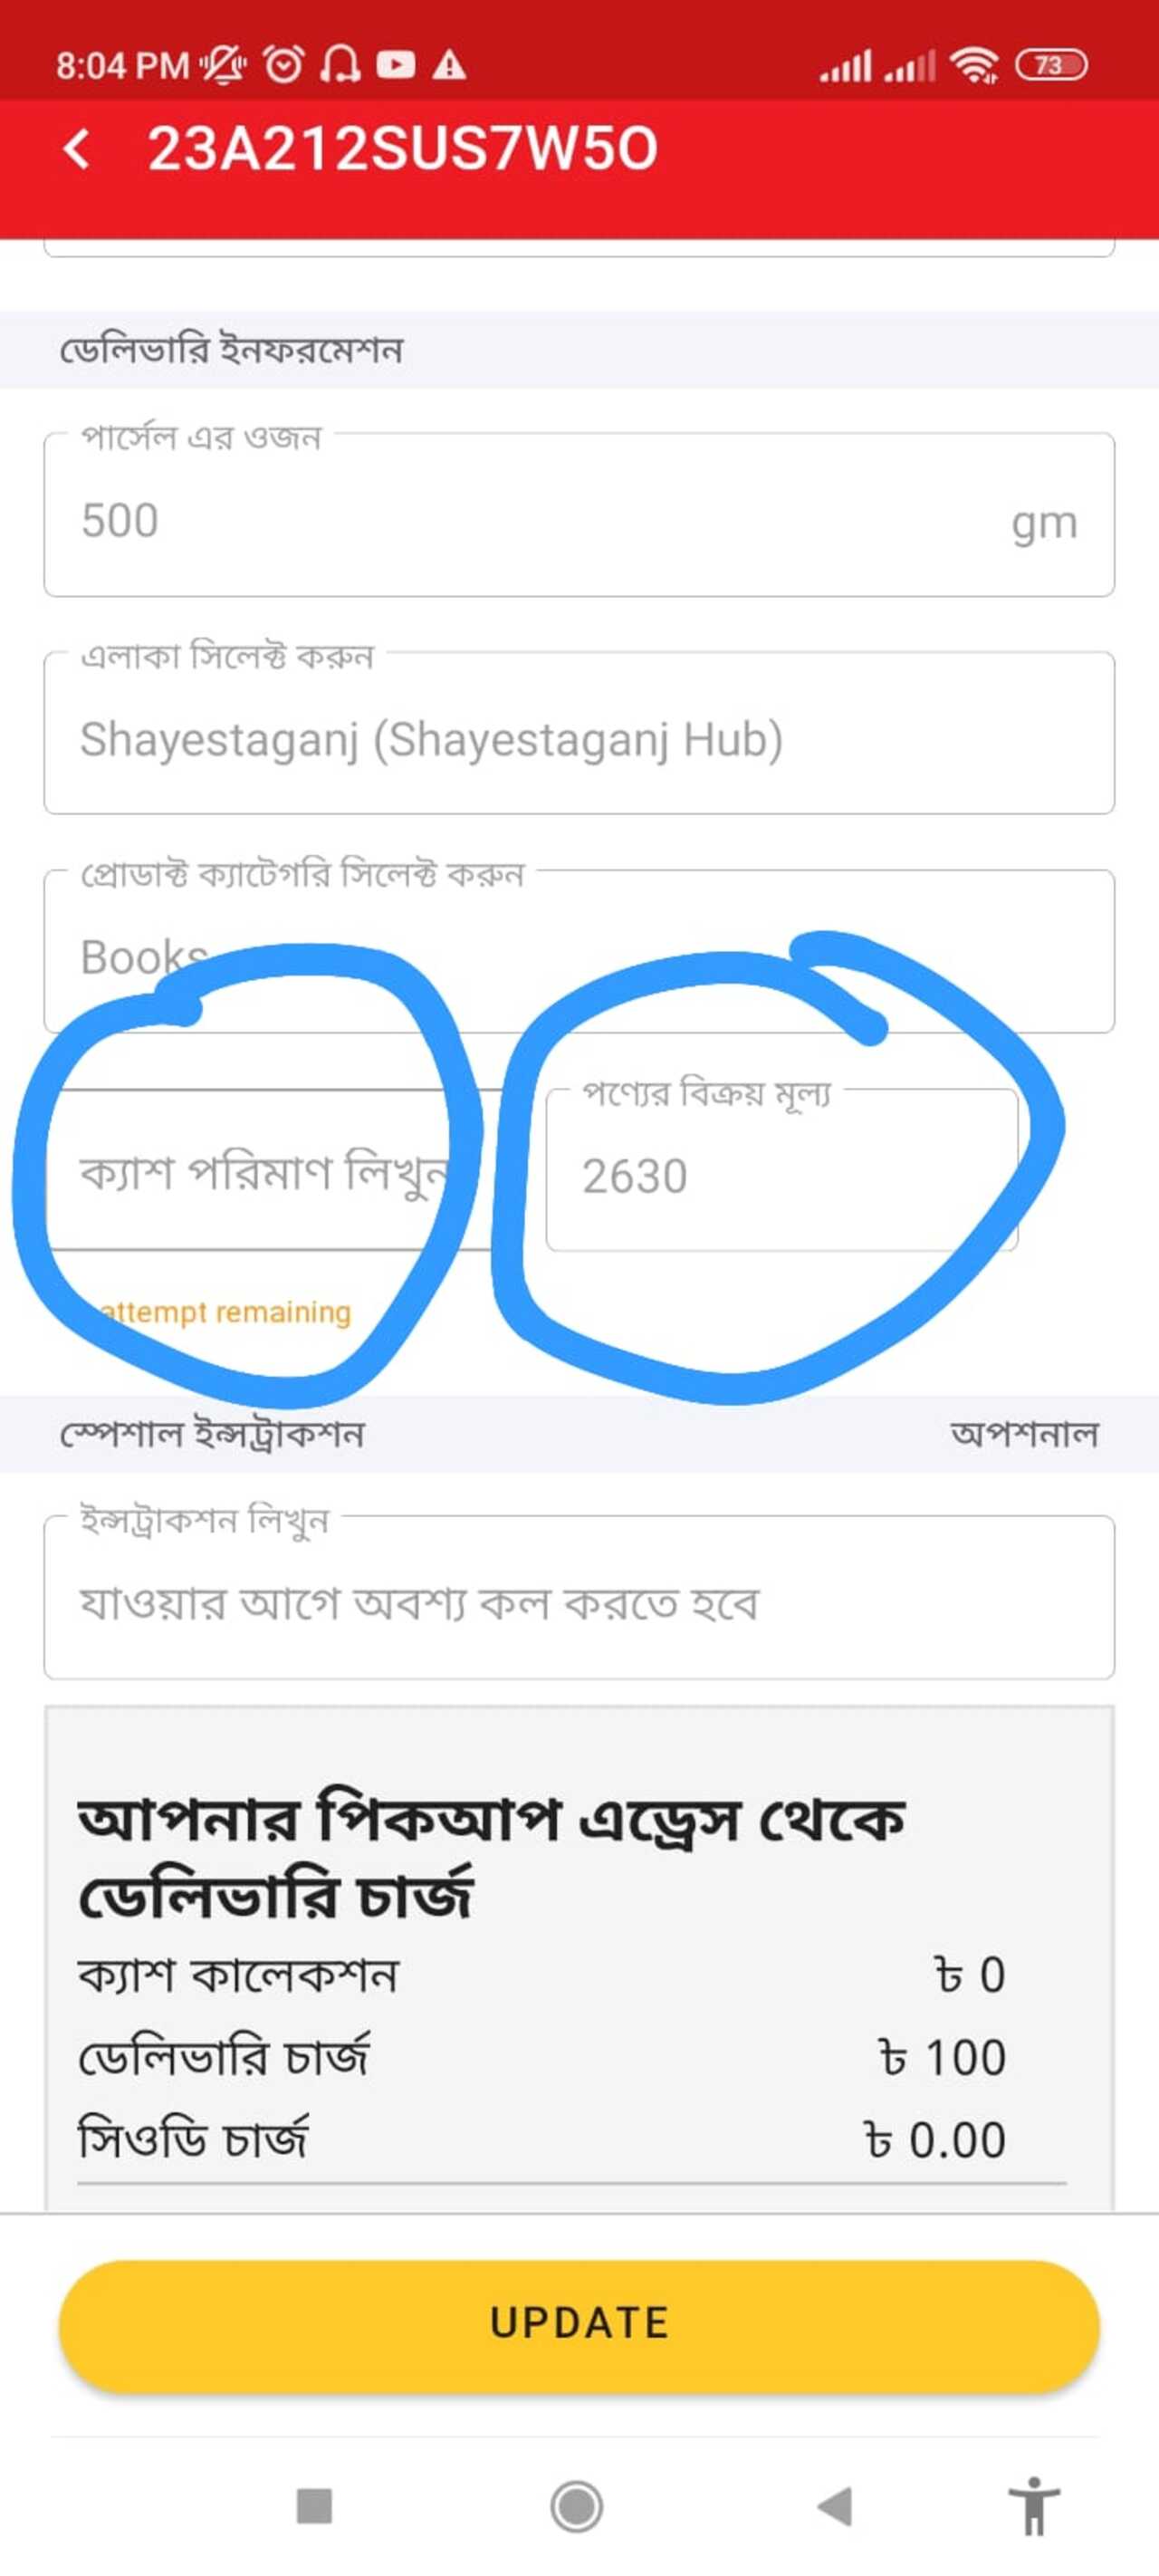 8:04 PM
73
23A212SUS7W5O
ডেলিভারি ইনফরমেশন
পার্সেল এর ওজন
500 gm
এলাকা সিলেক্ট করুন
Shayestaganj (Shayestaganj Hub)
প্রোডাক্ট ক্যাটেগরি সিলেক্ট করুন
Books
পণ্যের বিক্রয় মূল্য
ক্যাশ পরিমাণ লিখুন 2630
attempt remaining
স্পেশাল ইন্সট্রাকশন অপশনাল
ইন্সট্রাকশন লিখুন
যাওয়ার আগে অবশ্য কল করতে হবে
আপনার পিকআপ এড্রেস থেকে
ডেলিভারি চার্জ
ক্যাশ কালেকশন ৳ 0
ডেলিভারি চার্জ ৳ 100
সিওডি চার্জ ৳ 0.00
UPDATE